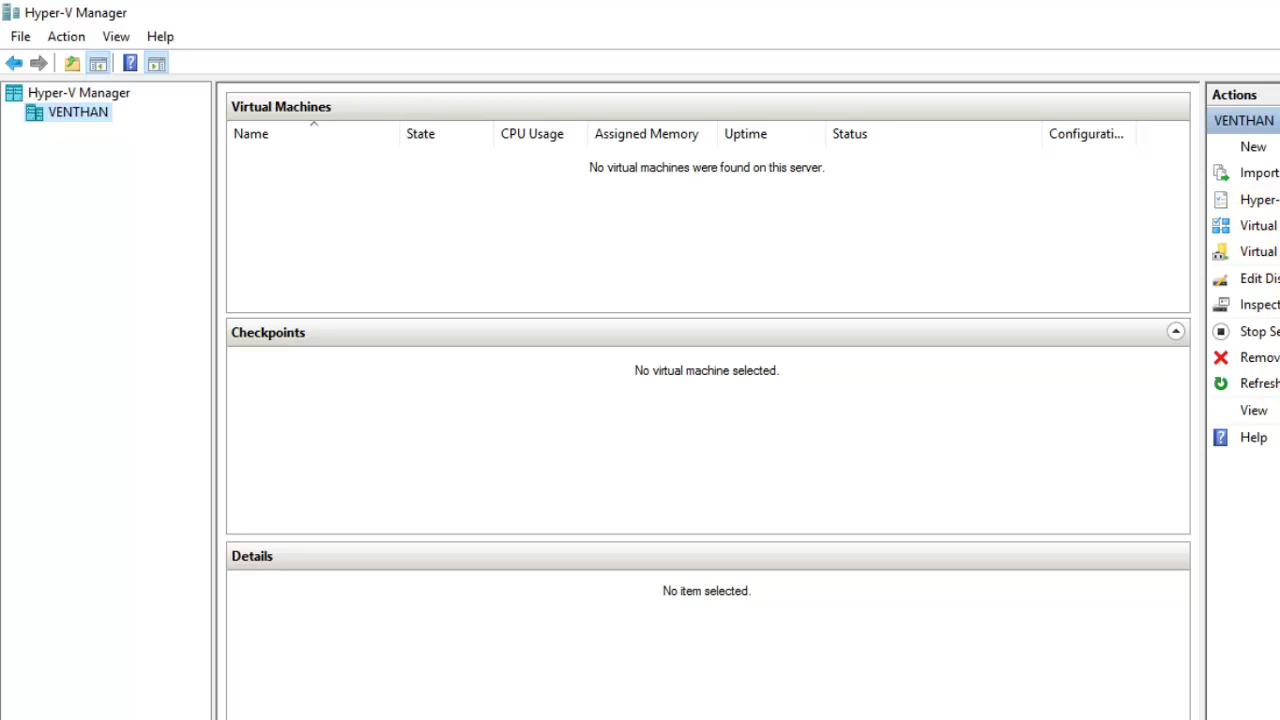 Hyper-V Manager
File Action View Help
Hyper-V Manager
VENTHAN
Virtual Machines
Name State CPU Usage Assigned Memory Uptime Status Configurati...
No virtual machines were found on this server.
Checkpoints
No virtual machine selected.
Details
No item selected.
Actions
VENTHAN
New
Import
Hyper-
Virtual
Virtual
Edit Dis
Inspect
Stop Se
Remov
Refresh
View
Help